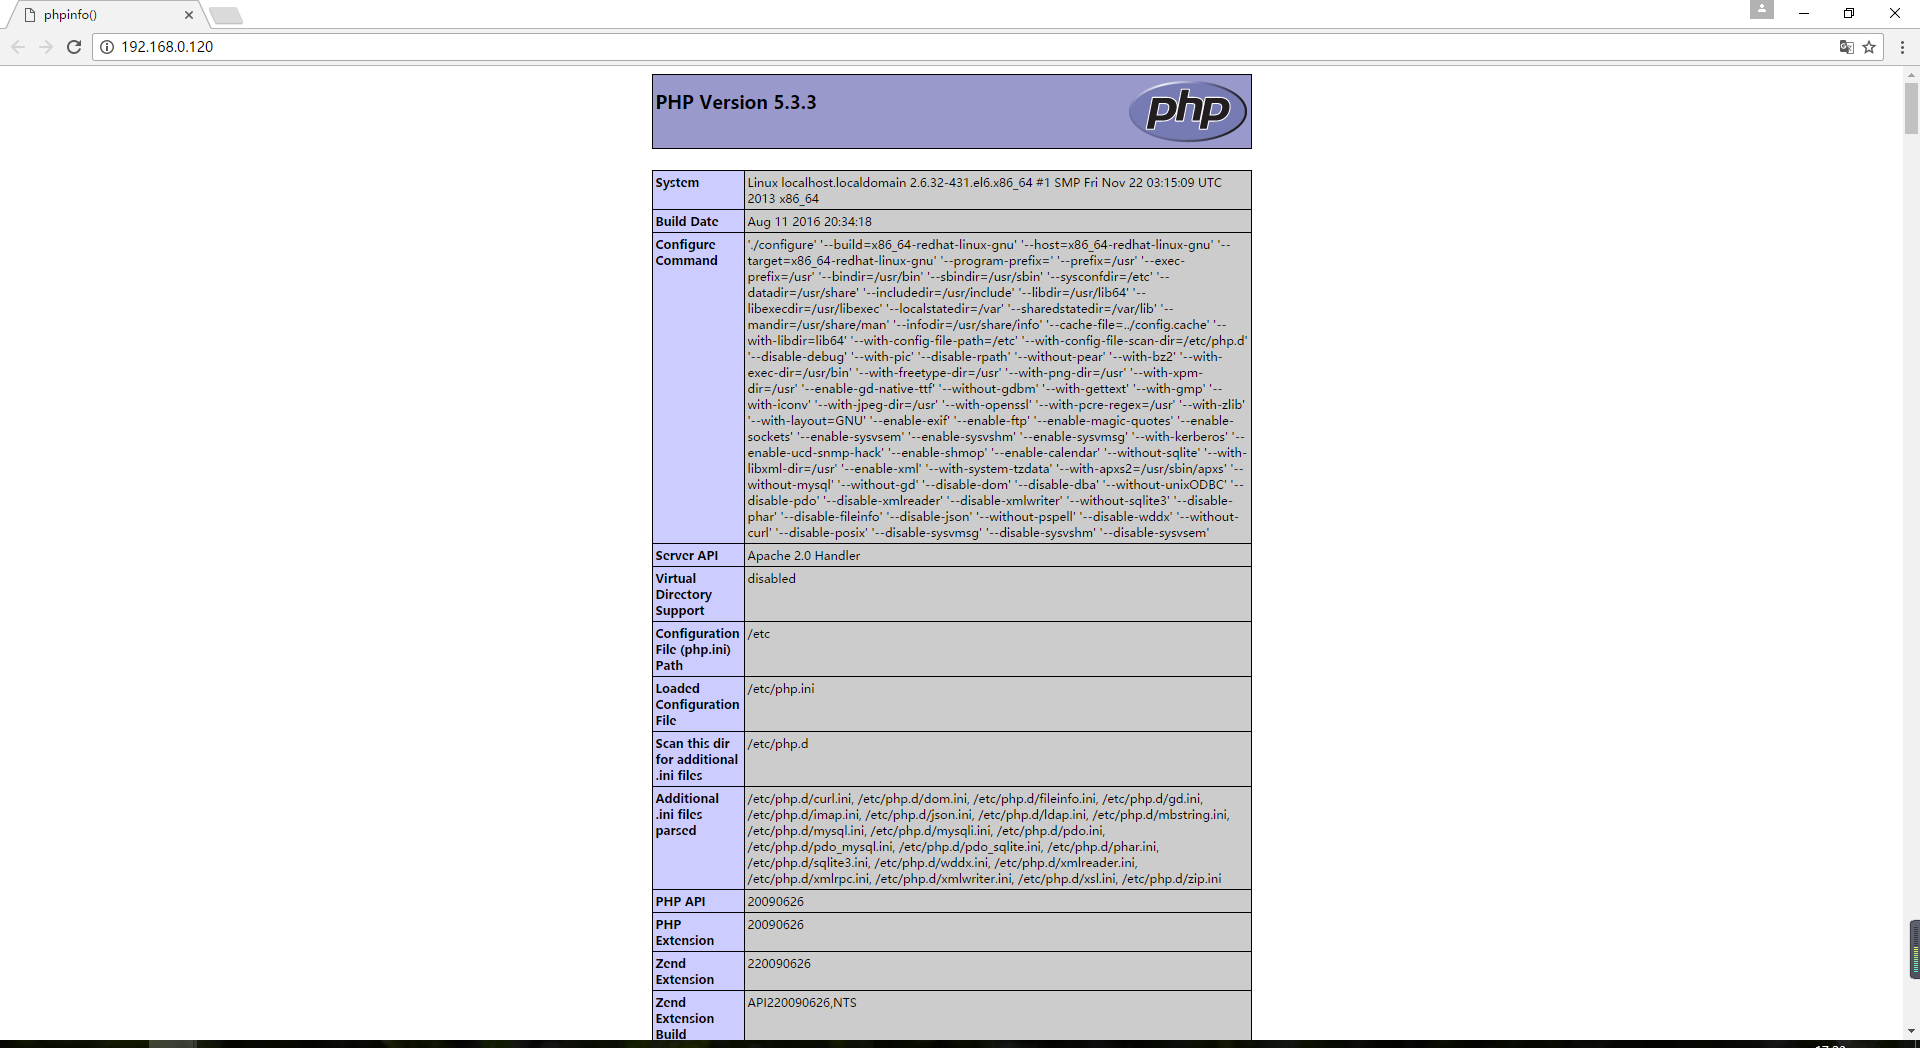 phpinfo()
192.168.0.120
PHP Version 5.3.3
php
System
Linux localhost.localdomain 2.6.32-431.el6.x86_64 #1 SMP Fri Nov 22 03:15:09 UTC
2013 x86_64
Build Date
Aug 11 2016 20:34:18
Configure
Command
'./configure' '--build=x86_64-redhat-linux-gnu' '--host=x86_64-redhat-linux-gnu' '--
target=x86_64-redhat-linux-gnu' '--program-prefix=' '--prefix=/usr' '--exec-
prefix=/usr' '--bindir=/usr/bin' '--sbindir=/usr/sbin' '--sysconfdir=/etc' '--
datadir=/usr/share' '--includedir=/usr/include' '--libdir=/usr/lib64' '--
libexecdir=/usr/libexec' '--localstatedir=/var' '--sharedstatedir=/var/lib' '--
mandir=/usr/share/man' '--infodir=/usr/share/info' '--cache-file=../config.cache' '--
with-libdir=lib64' '--with-config-file-path=/etc' '--with-config-file-scan-dir=/etc/php.d'
'--disable-debug' '--with-pic' '--disable-rpath' '--without-pear' '--with-bz2' '--with-
exec-dir=/usr/bin' '--with-freetype-dir=/usr' '--with-png-dir=/usr' '--with-xpm-
dir=/usr' '--enable-gd-native-ttf' '--without-gdbm' '--with-gettext' '--with-gmp' '--
with-iconv' '--with-jpeg-dir=/usr' '--with-openssl' '--with-pcre-regex=/usr' '--with-zlib'
'--with-layout=GNU' '--enable-exif' '--enable-ftp' '--enable-magic-quotes' '--enable-
sockets' '--enable-sysvsem' '--enable-sysvshm' '--enable-sysvmsg' '--with-kerberos' '--
enable-ucd-snmp-hack' '--enable-shmop' '--enable-calendar' '--without-sqlite' '--with-
libxml-dir=/usr' '--enable-xml' '--with-system-tzdata' '--with-apxs2=/usr/sbin/apxs' '--
without-mysql' '--without-gd' '--disable-dom' '--disable-dba' '--without-unixODBC' '--
disable-pdo' '--disable-xmlreader' '--disable-xmlwriter' '--without-sqlite3' '--disable-
phar' '--disable-fileinfo' '--disable-json' '--without-pspell' '--disable-wddx' '--without-
curl' '--disable-posix' '--disable-sysvmsg' '--disable-sysvshm' '--disable-sysvsem'
Server API
Apache 2.0 Handler
Virtual
Directory
Support
disabled
Configuration
File (php.ini)
Path
/etc
Loaded
Configuration
File
/etc/php.ini
Scan this dir
for additional
.ini files
/etc/php.d
Additional
.ini files
parsed
/etc/php.d/curl.ini, /etc/php.d/dom.ini, /etc/php.d/fileinfo.ini, /etc/php.d/gd.ini,
/etc/php.d/imap.ini, /etc/php.d/json.ini, /etc/php.d/ldap.ini, /etc/php.d/mbstring.ini,
/etc/php.d/mysql.ini, /etc/php.d/mysqli.ini, /etc/php.d/pdo.ini,
/etc/php.d/pdo_mysql.ini, /etc/php.d/pdo_sqlite.ini, /etc/php.d/phar.ini,
/etc/php.d/sqlite3.ini, /etc/php.d/wddx.ini, /etc/php.d/xmlreader.ini,
/etc/php.d/xmlrpc.ini, /etc/php.d/xmlwriter.ini, /etc/php.d/xsl.ini, /etc/php.d/zip.ini
PHP API
20090626
PHP
Extension
20090626
Zend
Extension
220090626
Zend
Extension
Build
API220090626,NTS